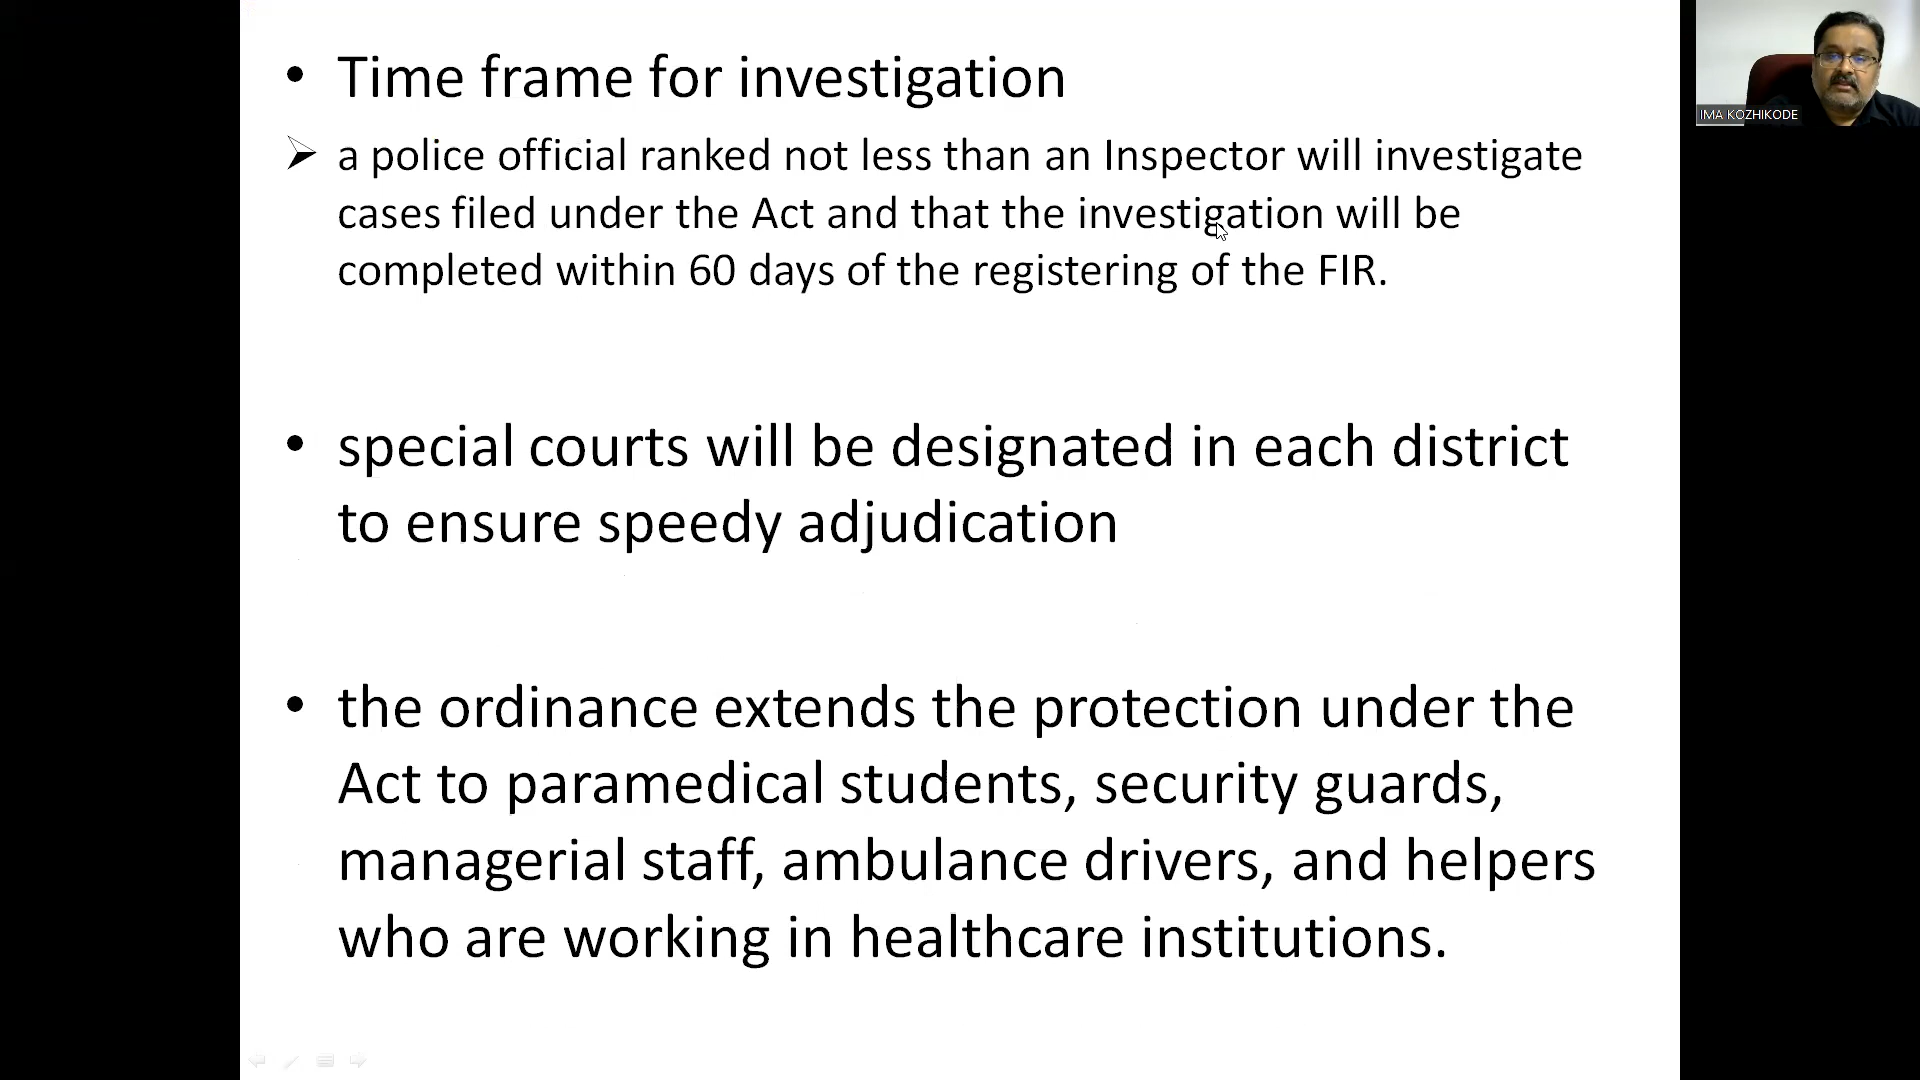 • Time frame for investigation
➢ a police official ranked not less than an Inspector will investigate
cases filed under the Act and that the investigation will be
completed within 60 days of the registering of the FIR.
• special courts will be designated in each district
to ensure speedy adjudication
• the ordinance extends the protection under the
Act to paramedical students, security guards,
managerial staff, ambulance drivers, and helpers
who are working in healthcare institutions.
IMA KOZHIKODE